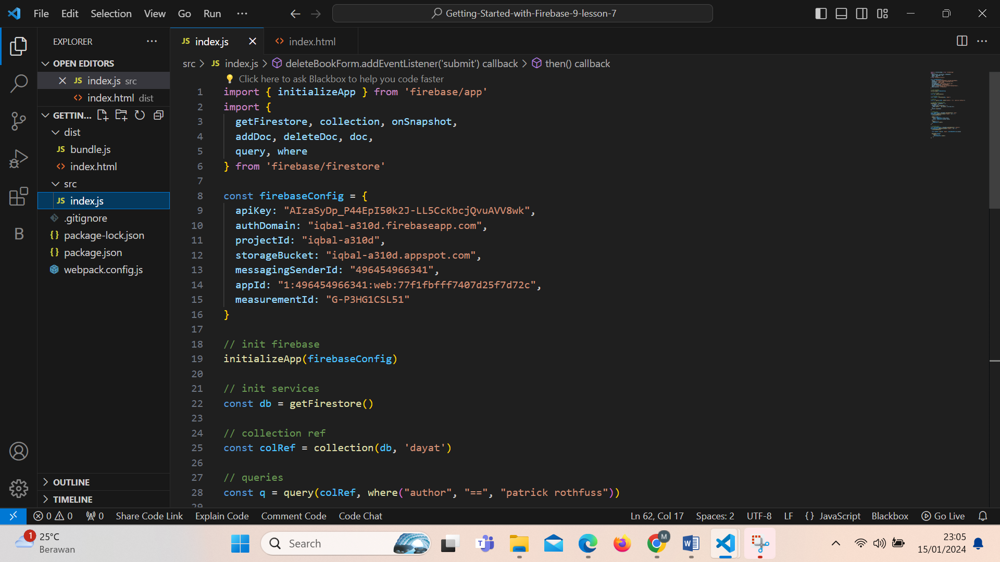 File Edit Selection View Go Run ··· Getting-Started-with-Firebase-9-lesson-7
EXPLORER ···
OPEN EDITORS
JS index.js src
<> index.html dist
GETTIN...
dist
JS bundle.js
<> index.html
src
JS index.js
.gitignore
{} package-lock.json
{} package.json
webpack.config.js
B
OUTLINE
TIMELINE
JS index.js <> index.html ···
src > JS index.js > deleteBookForm.addEventListener('submit') callback > then() callback
Click here to ask Blackbox to help you code faster
1 import { initializeApp } from 'firebase/app'
2 import {
3 getFirestore, collection, onSnapshot,
4 addDoc, deleteDoc, doc,
5 query, where
6 } from 'firebase/firestore'
7
8 const firebaseConfig = {
9 apiKey: "AIzaSyDp_P44EpI50k2J-LL5CcKbcjQvuAVV8wk",
10 authDomain: "iqbal-a310d.firebaseapp.com",
11 projectId: "iqbal-a310d",
12 storageBucket: "iqbal-a310d.appspot.com",
13 messagingSenderId: "496454966341",
14 appId: "1:496454966341:web:77f1fbfff7407d25f7d72c",
15 measurementId: "G-P3HG1CSL51"
16 }
17
18 // init firebase
19 initializeApp(firebaseConfig)
20
21 // init services
22 const db = getFirestore()
23
24 // collection ref
25 const colRef = collection(db, 'dayat')
26
27 // queries
28 const q = query(colRef, where("author", "==", "patrick rothfuss"))
29
0 0 0 Share Code Link Explain Code Comment Code Code Chat Ln 62, Col 17 Spaces: 2 UTF-8 LF {} JavaScript Blackbox Go Live
1 25°C
Berawan
Search
M
23:05
15/01/2024